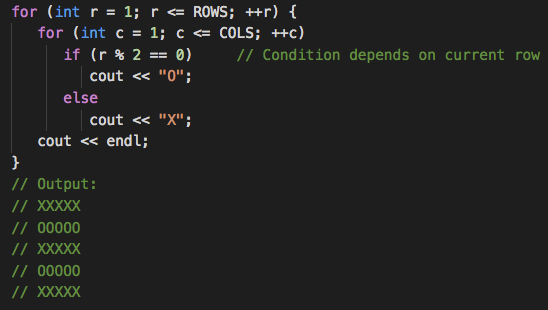 for (int r = 1; r <= ROWS; ++r) {
for (int c = 1; c <= COLS; ++c)
if (r % 2 == 0) // Condition depends on current row
cout << "O";
else
cout << "X";
cout << endl;
}
// Output:
// XXXXX
// OOOOO
// XXXXX
// OOOOO
// XXXXX